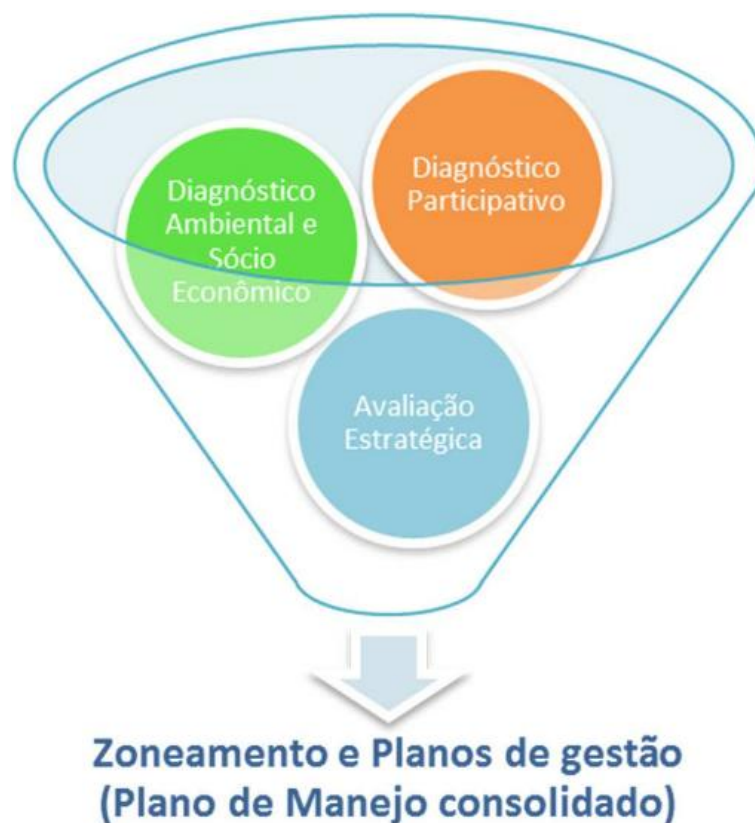 Diagnóstico
Participativo
Diagnóstico
Ambiental e
Sócio
Econômico
Avaliação
Estratégica
Zoneamento e Planos de gestão
(Plano de Manejo consolidado)